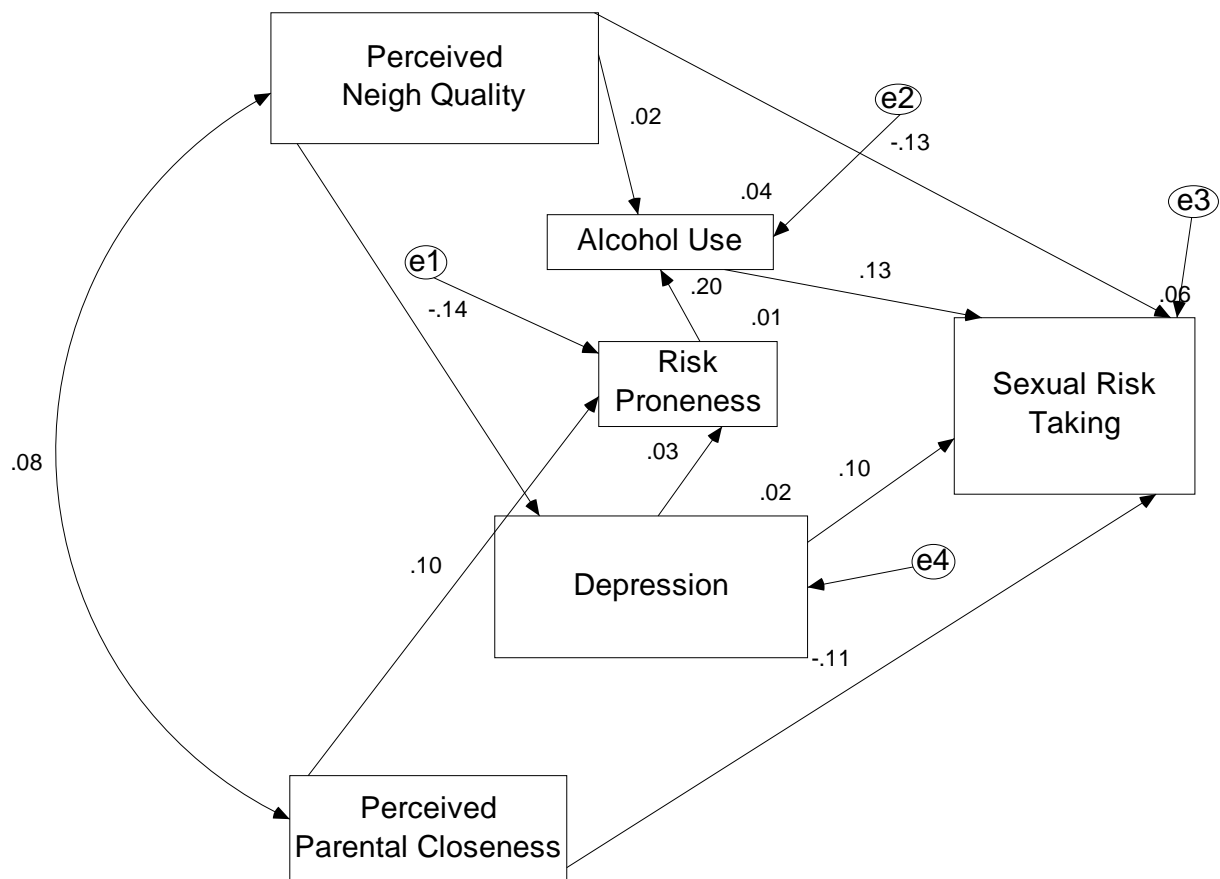 Perceived
Neigh Quality
e2
.02
-.13
.04
e3
Alcohol Use
e1
.13
.20
.06
-.14
.01
Risk
Proneness
Sexual Risk
Taking
.03
.08
.10
.02
.10
Depression
e4
-.11
Perceived
Parental Closeness